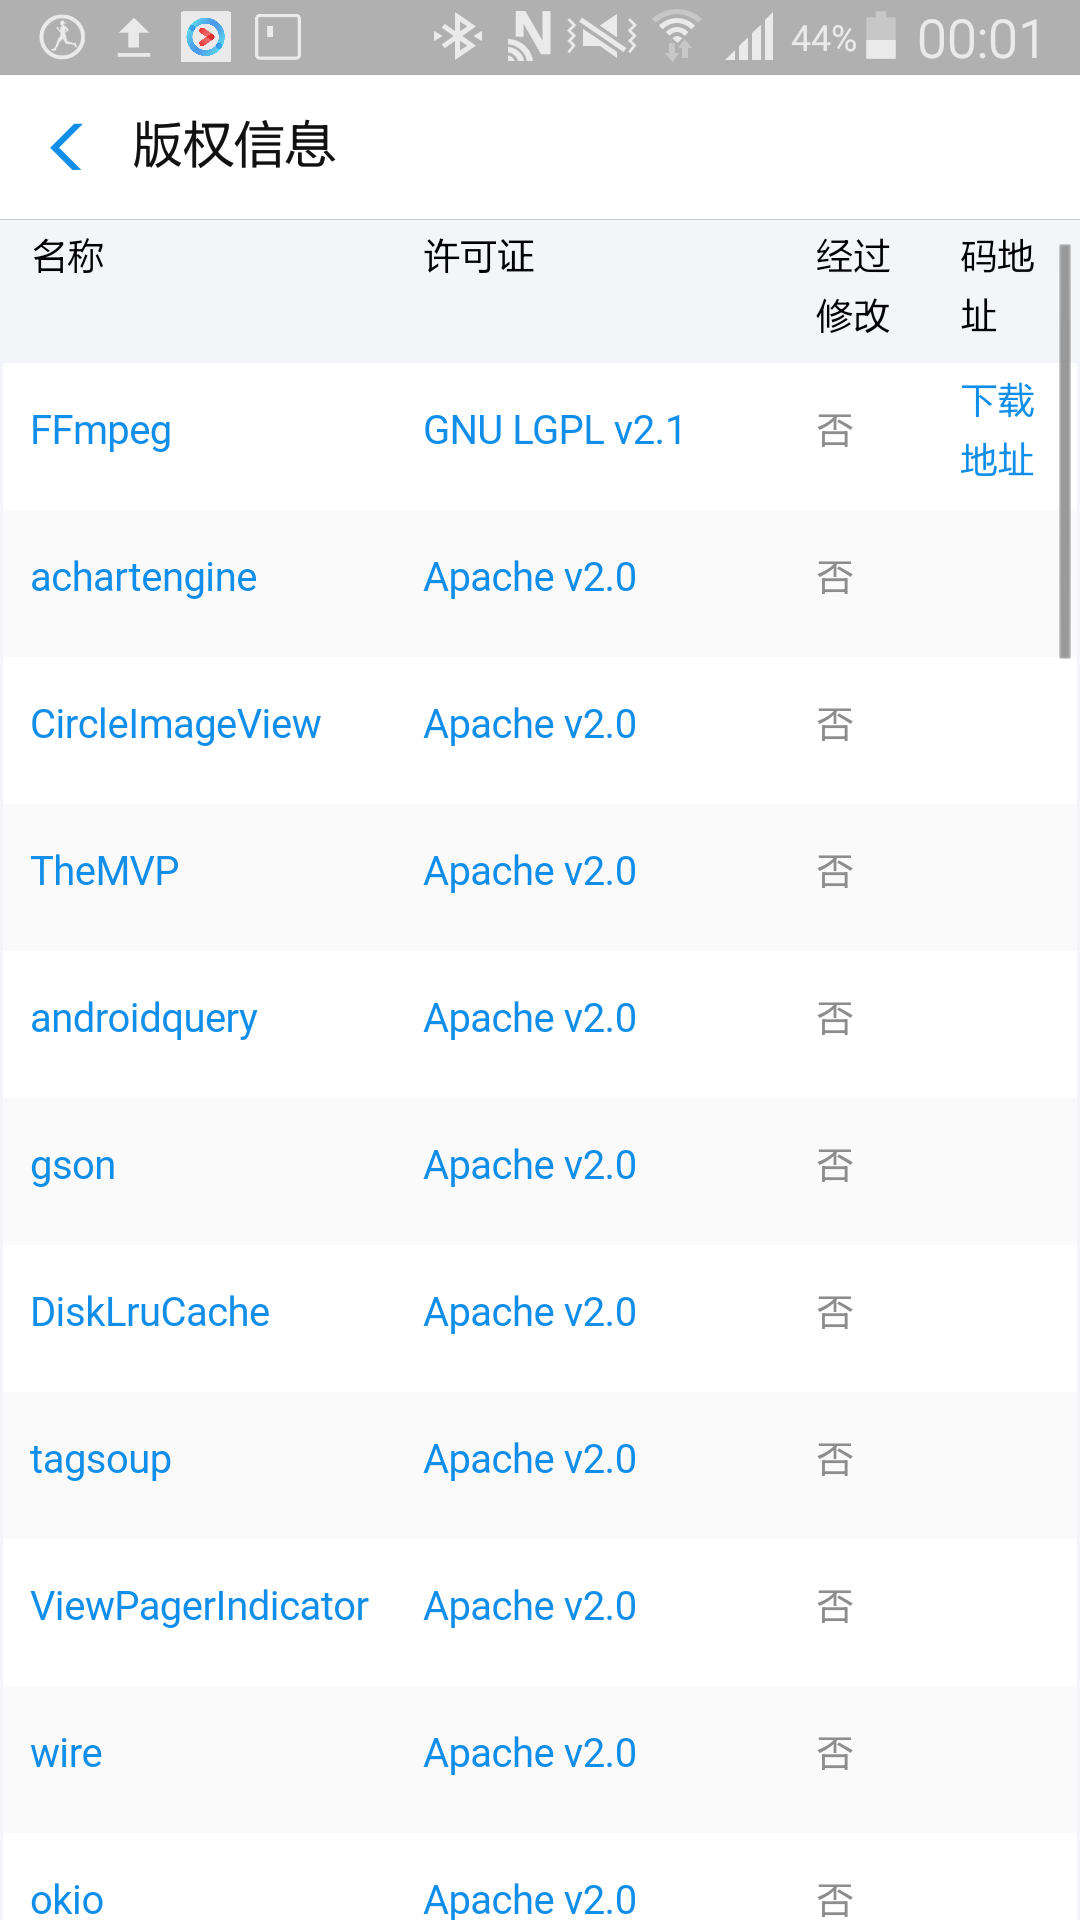 44% 00:01
版权信息
名称 许可证 经过 码地
修改 址
FFmpeg GNU LGPL v2.1 否 下载
地址
achartengine Apache v2.0 否
CircleImageView Apache v2.0 否
TheMVP Apache v2.0 否
androidquery Apache v2.0 否
gson Apache v2.0 否
DiskLruCache Apache v2.0 否
tagsoup Apache v2.0 否
ViewPagerIndicator Apache v2.0 否
wire Apache v2.0 否
okio Apache v2.0 否